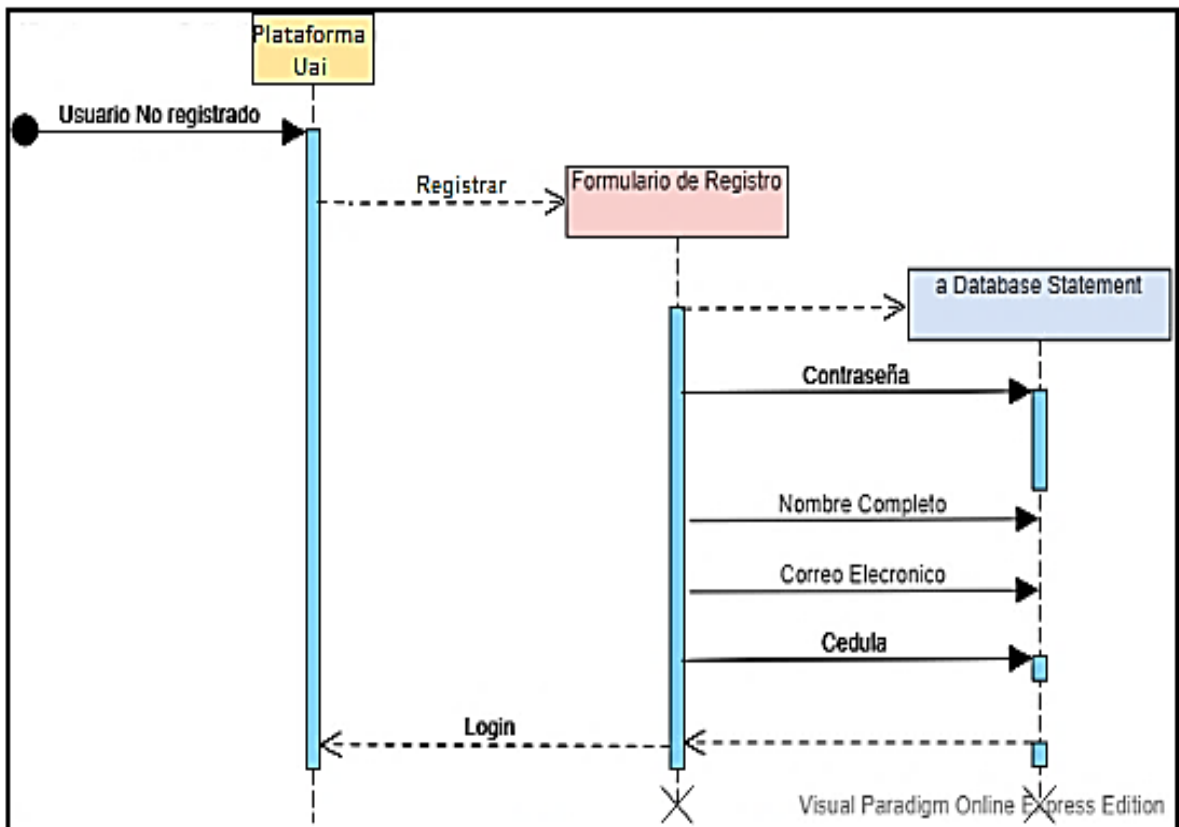 Plataforma
Uai
Usuario No registrado
Registrar
Formulario de Registro
a Database Statement
Contraseña
Nombre Completo
Correo Elecronico
Cedula
Login
Visual Paradigm Online Express Edition